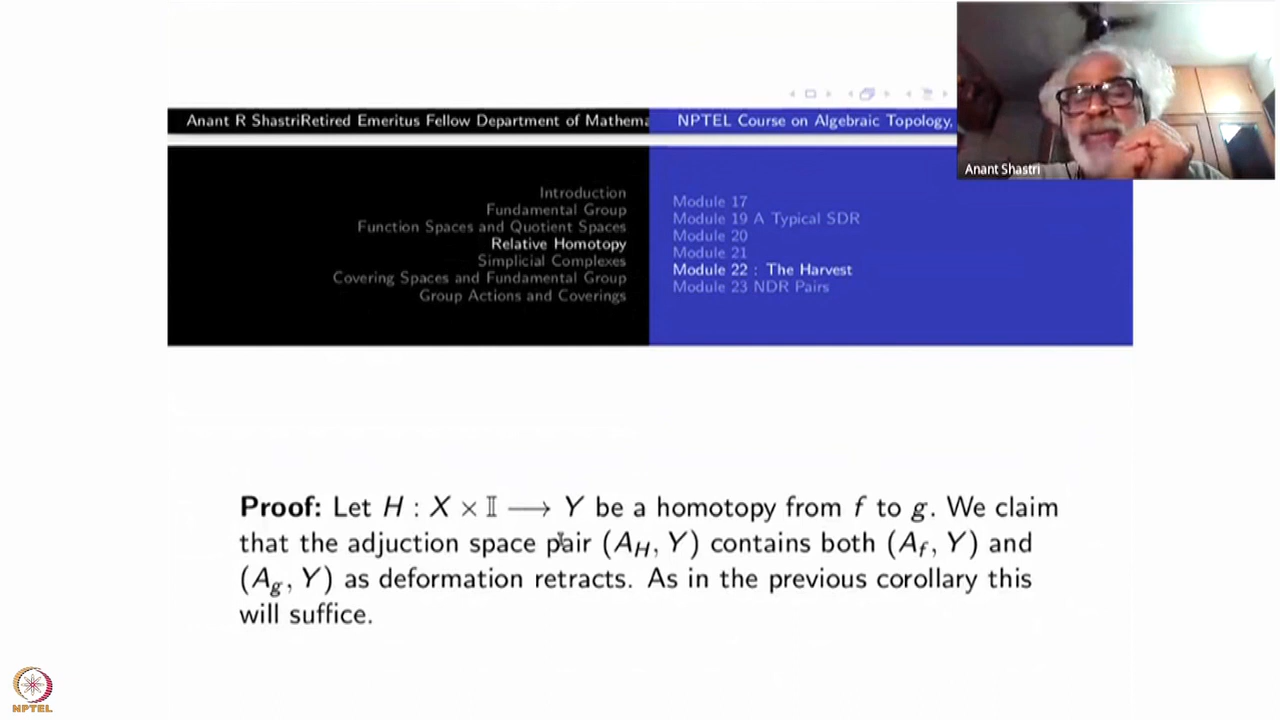 Anant R ShastriRetired Emeritus Fellow Department of Mathema
NPTEL Course on Algebraic Topology,
Anant Shastri
Introduction
Fundamental Group
Function Spaces and Quotient Spaces
Relative Homotopy
Simplicial Complexes
Covering Spaces and Fundamental Group
Group Actions and Coverings
Module 17
Module 19 A Typical SDR
Module 20
Module 21
Module 22 : The Harvest
Module 23 NDR Pairs
Proof: Let H : X × 𝕀 ⟶ Y be a homotopy from f to g. We claim
that the adjuction space pair (A_H, Y) contains both (A_f, Y) and
(A_g, Y) as deformation retracts. As in the previous corollary this
will suffice.
NPTEL